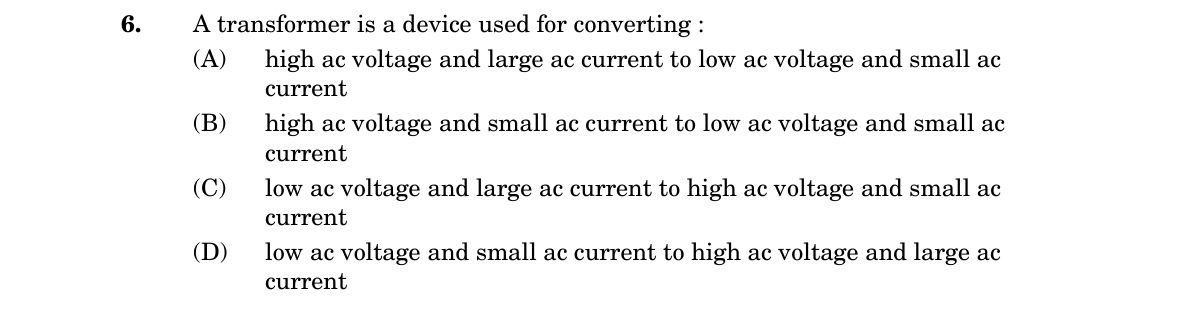 6. A transformer is a device used for converting :
(A) high ac voltage and large ac current to low ac voltage and small ac
current
(B) high ac voltage and small ac current to low ac voltage and small ac
current
(C) low ac voltage and large ac current to high ac voltage and small ac
current
(D) low ac voltage and small ac current to high ac voltage and large ac
current